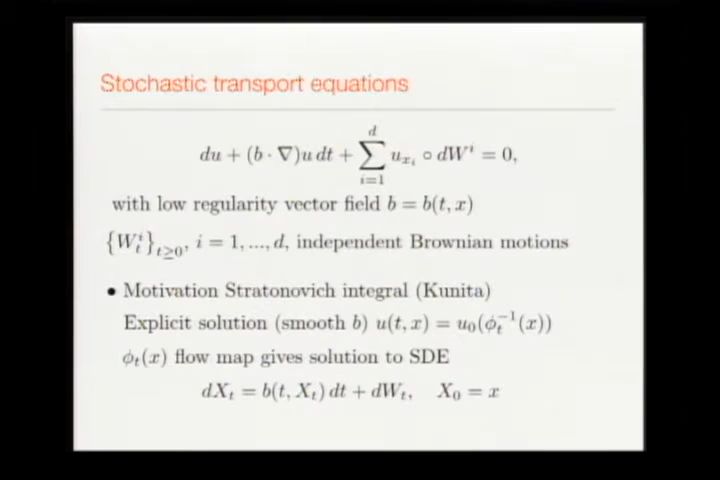 Stochastic transport equations
du + (b · ∇)u dt + ∑_{i=1}^{d} u_{x_i} ∘ dW^i = 0,
with low regularity vector field b = b(t, x)
{W_t^i}_{t≥0}, i = 1, ..., d, independent Brownian motions
• Motivation Stratonovich integral (Kunita)
Explicit solution (smooth b) u(t, x) = u_0(ϕ_t^{-1}(x))
ϕ_t(x) flow map gives solution to SDE
dX_t = b(t, X_t) dt + dW_t, X_0 = x